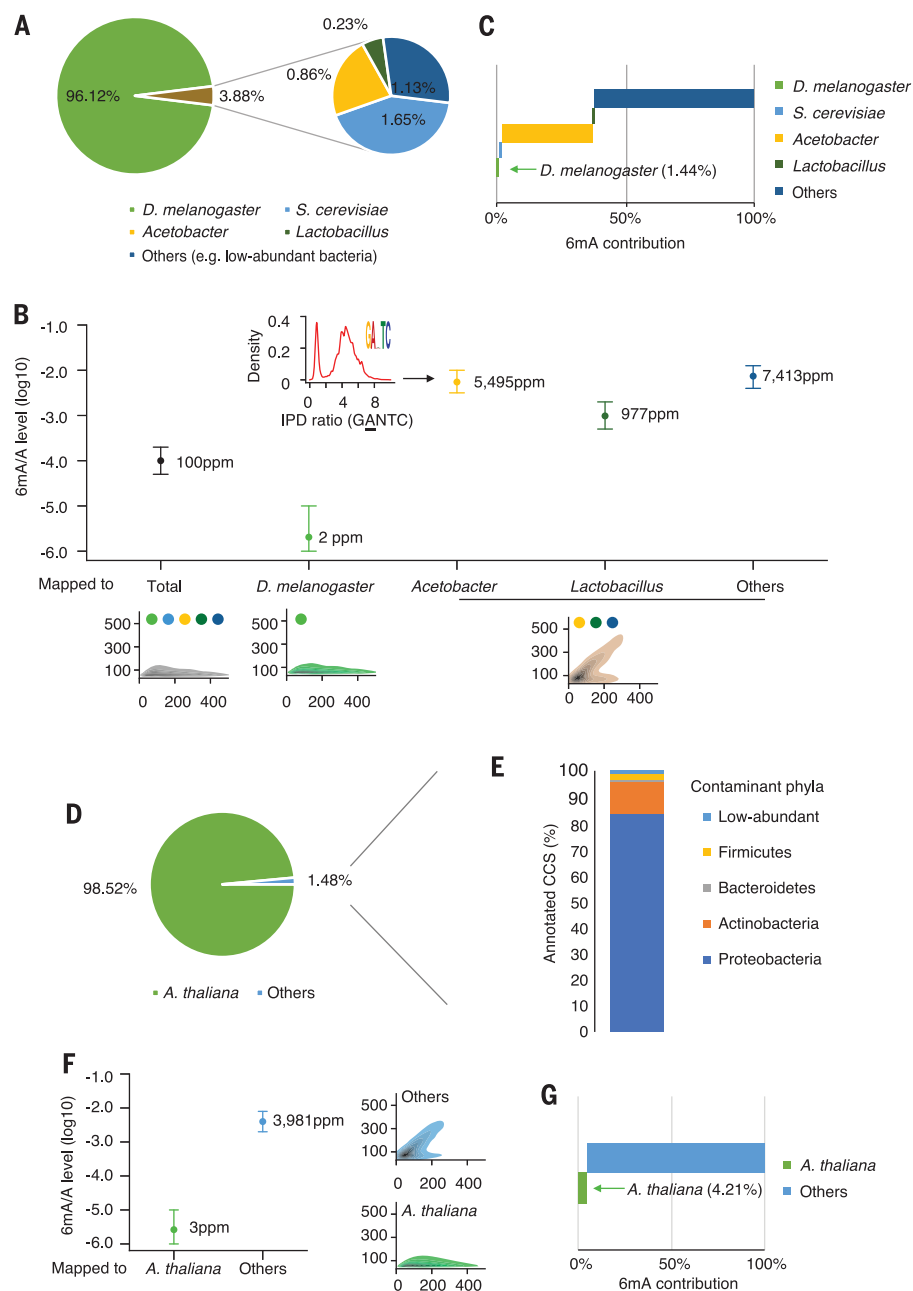 A
96.12%
3.88%
0.23%
0.86%
1.13%
1.65%
D. melanogaster
S. cerevisiae
Acetobacter
Lactobacillus
Others (e.g. low-abundant bacteria)
C
D. melanogaster (1.44%)
0%
50%
100%
6mA contribution
D. melanogaster
S. cerevisiae
Acetobacter
Lactobacillus
Others
B
6mA/A level (log10)
-1.0
-2.0
-3.0
-4.0
-5.0
-6.0
Density
0.4
0.2
0
0
4
8
IPD ratio (GANTC)
GATC
100ppm
2 ppm
5,495ppm
977ppm
7,413ppm
Mapped to
Total
D. melanogaster
Acetobacter
Lactobacillus
Others
500
300
100
0
200
400
500
300
100
0
200
400
500
300
100
0
200
400
D
98.52%
1.48%
A. thaliana
Others
E
Annotated CCS (%)
100
90
80
70
60
50
40
30
20
10
0
Contaminant phyla
Low-abundant
Firmicutes
Bacteroidetes
Actinobacteria
Proteobacteria
F
6mA/A level (log10)
-1.0
-2.0
-3.0
-5.0
-6.0
3ppm
3,981ppm
Mapped to
A. thaliana
Others
Others
500
300
100
0
200
400
A. thaliana
500
300
100
0
200
400
G
A. thaliana (4.21%)
0%
50%
100%
6mA contribution
A. thaliana
Others